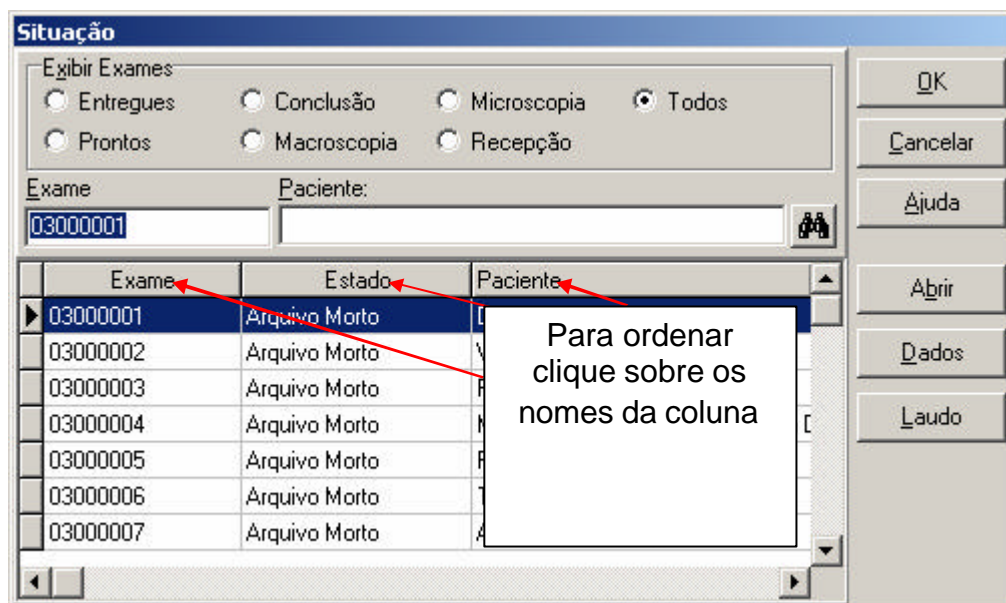 Situação
Exibir Exames
Entregues Conclusão Microscopia Todos
Prontos Macroscopia Recepção
Exame Paciente:
03000001
Exame Estado Paciente
03000001 Arquivo Morto
03000002 Arquivo Morto
03000003 Arquivo Morto
03000004 Arquivo Morto
03000005 Arquivo Morto
03000006 Arquivo Morto
03000007 Arquivo Morto
Para ordenar
clique sobre os
nomes da coluna
OK
Cancelar
Ajuda
Abrir
Dados
Laudo